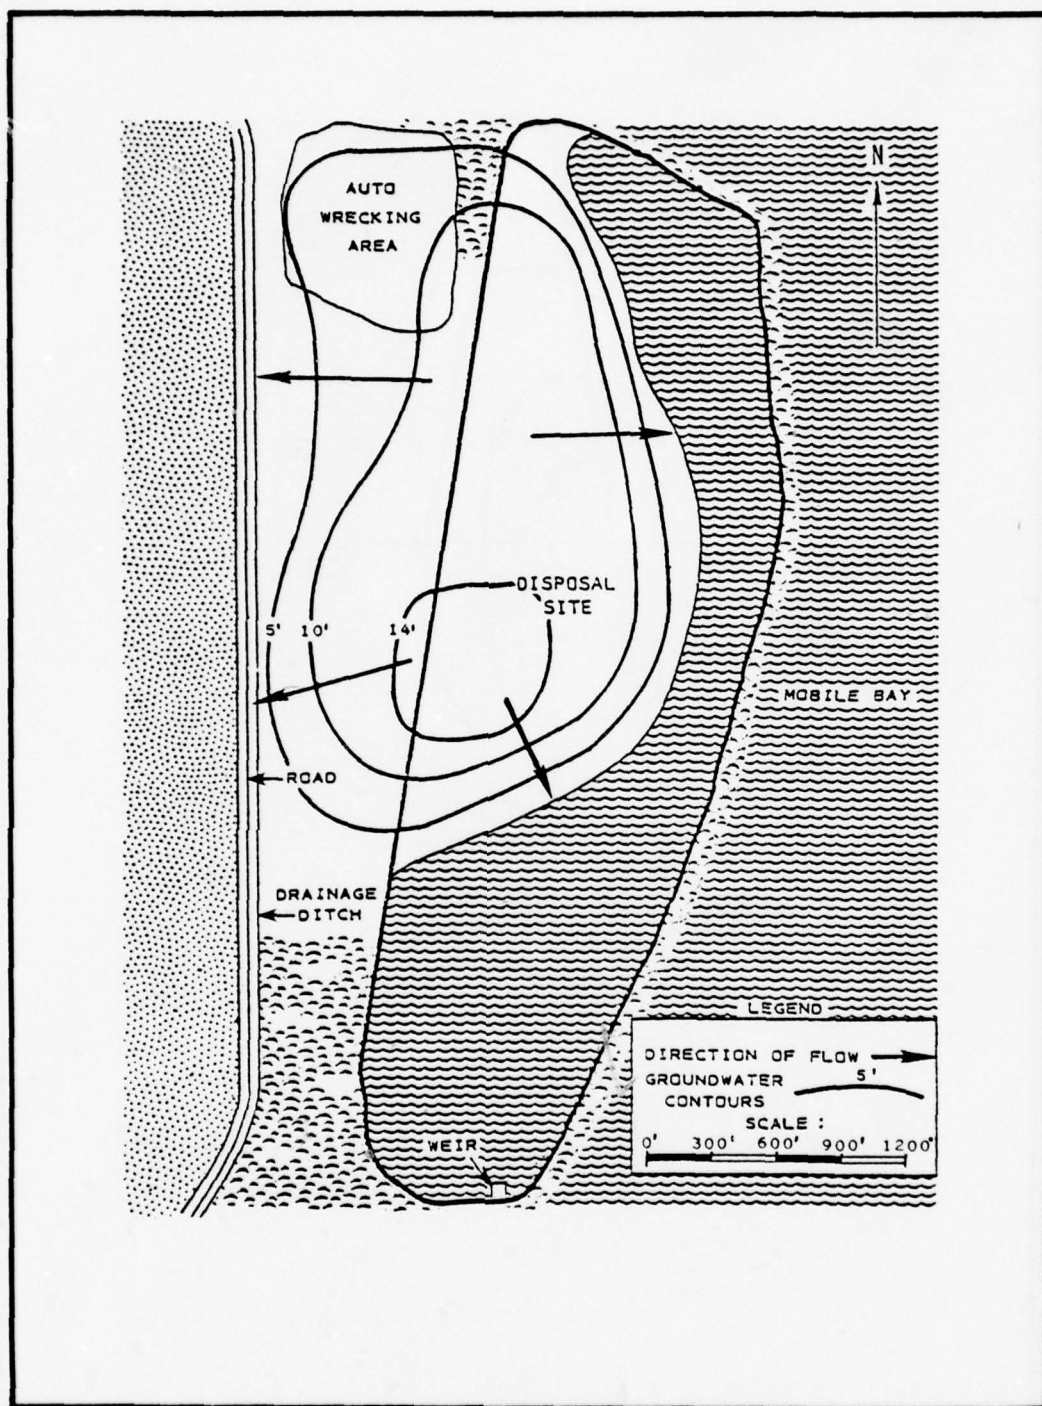 N
AUTO
WRECKING
AREA
DISPOSAL
SITE
5' 10' 14'
MOBILE BAY
ROAD
DRAINAGE
DITCH
LEGEND
DIRECTION OF FLOW
GROUNDWATER 5'
CONTOURS
SCALE :
0' 300' 600' 900' 1200'
WEIR